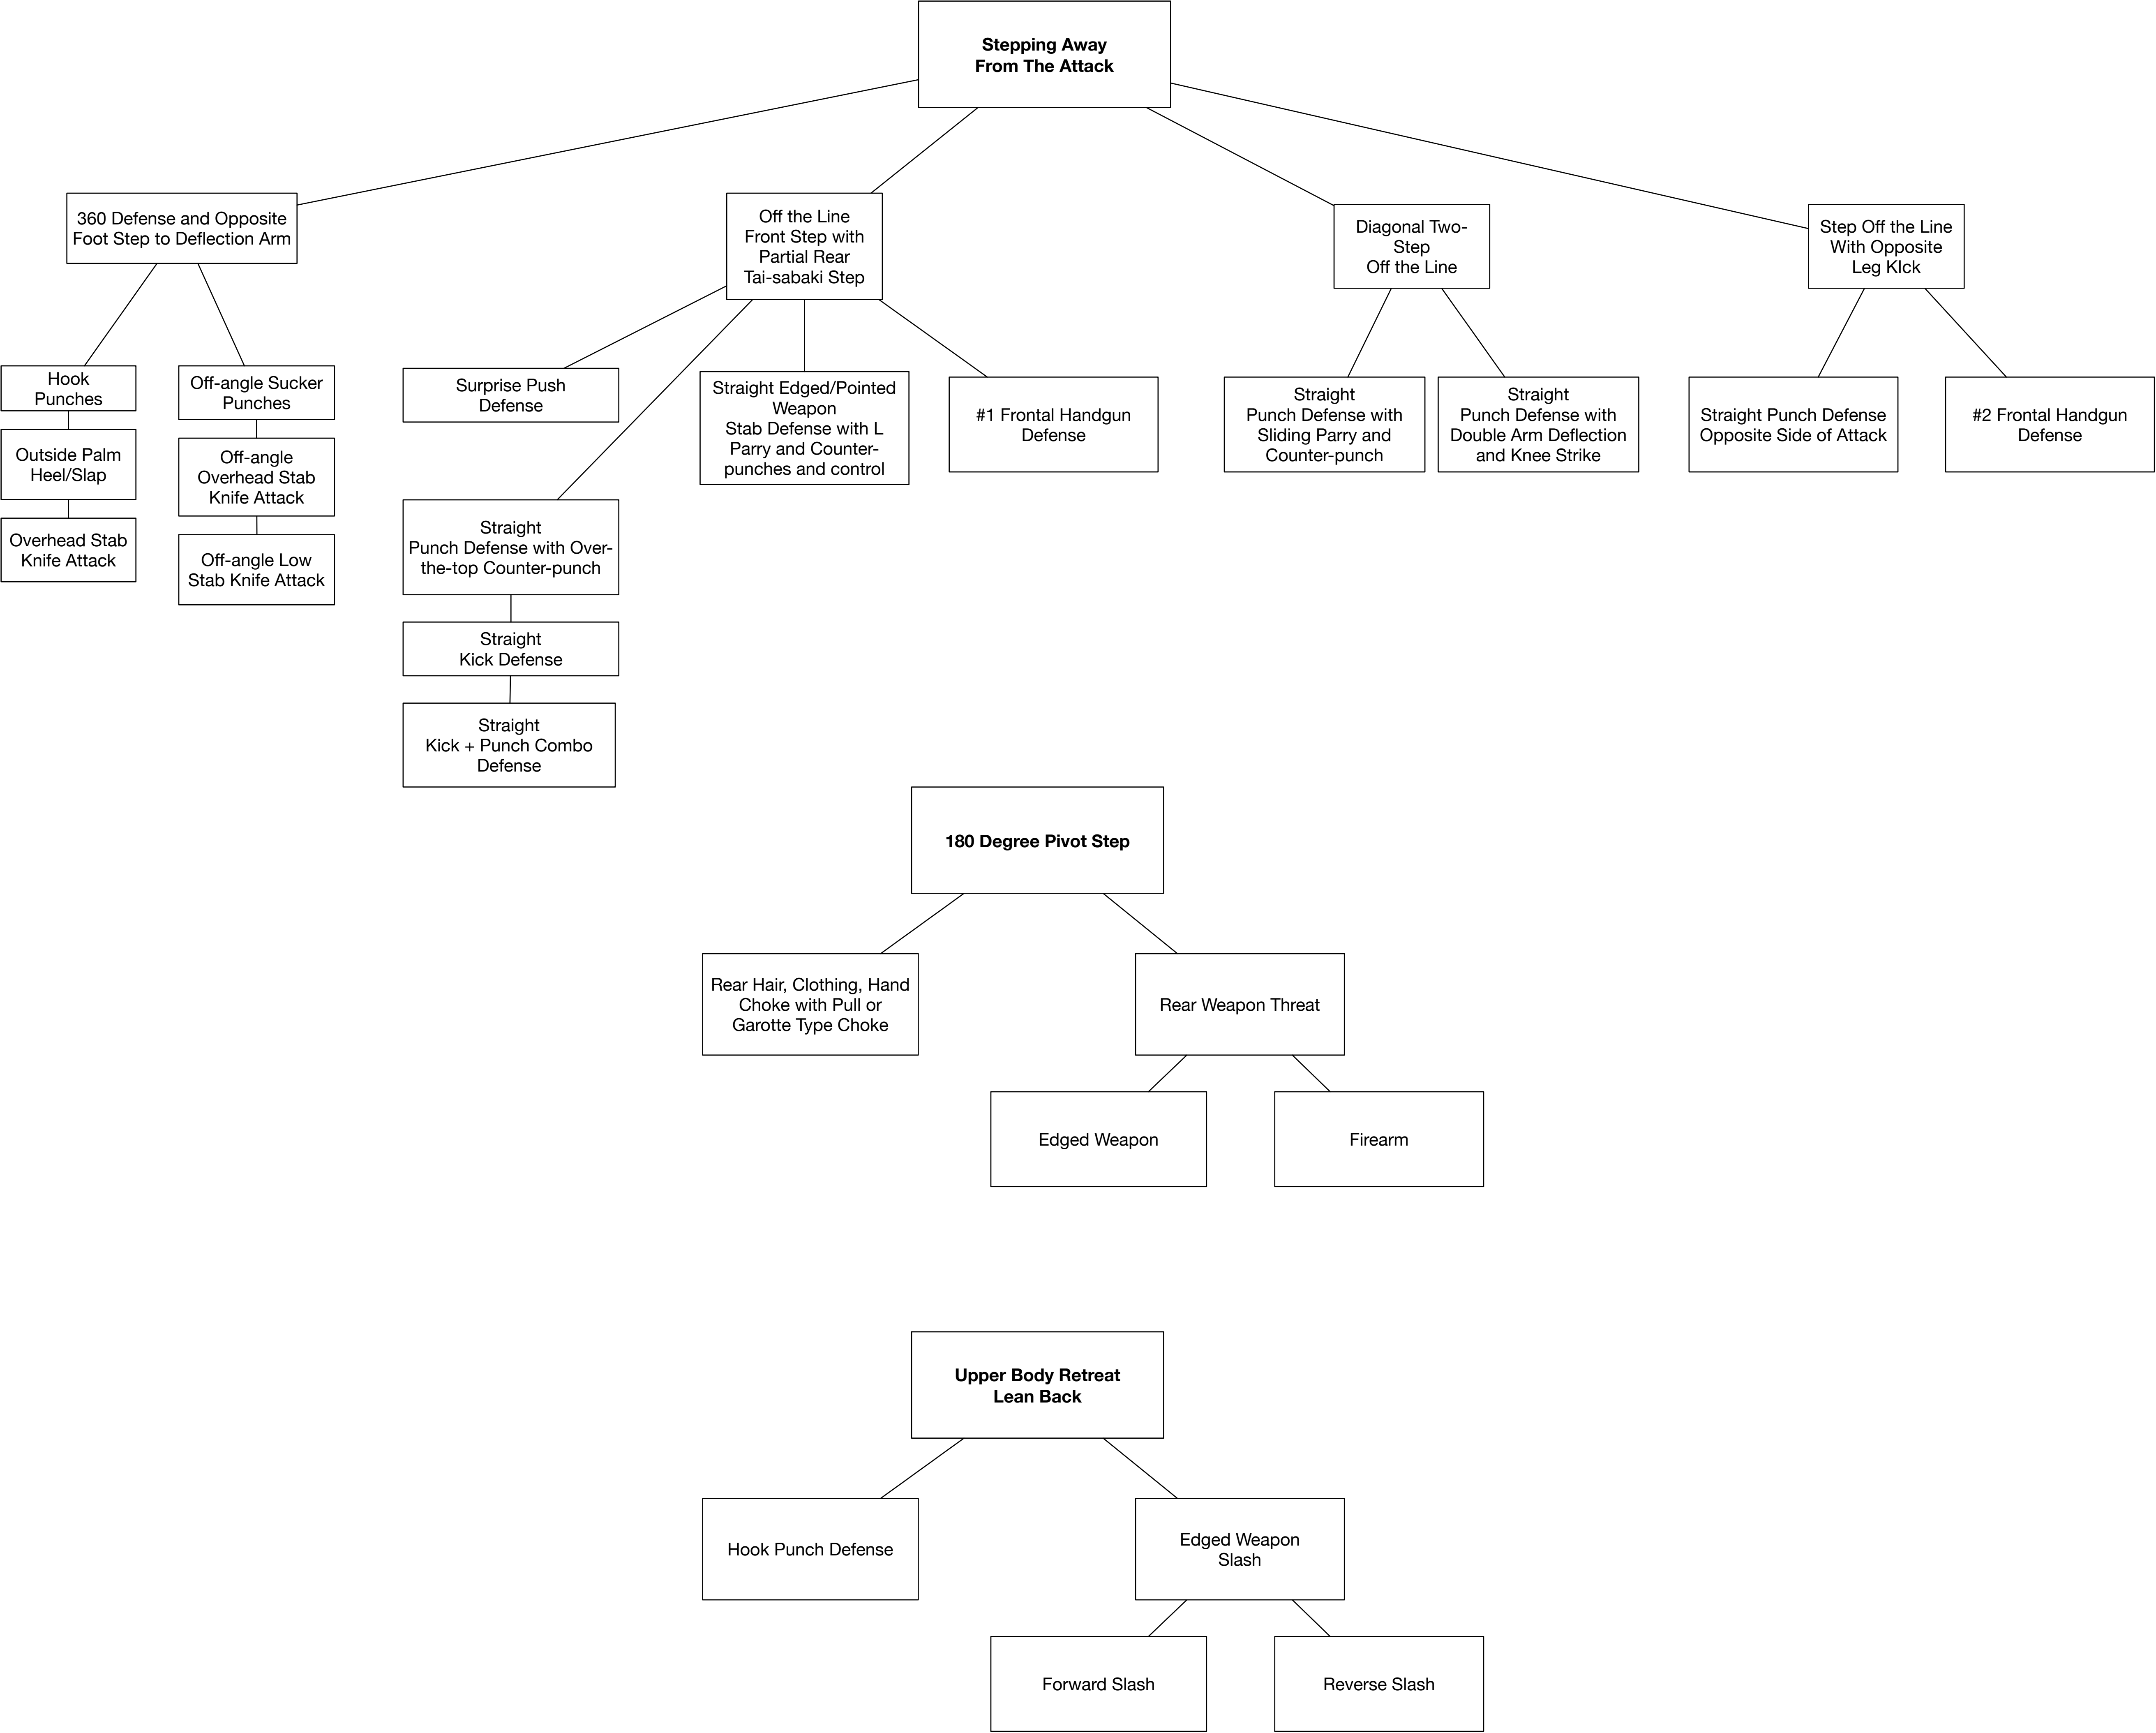 Stepping Away
From The Attack
360 Defense and Opposite
Foot Step to Deflection Arm
Off the Line
Front Step with
Partial Rear
Tai-sabaki Step
Diagonal Two-
Step
Off the Line
Step Off the Line
With Opposite
Leg KIck
Hook
Punches
Outside Palm
Heel/Slap
Overhead Stab
Knife Attack
Off-angle Sucker
Punches
Off-angle
Overhead Stab
Knife Attack
Off-angle Low
Stab Knife Attack
Surprise Push
Defense
Straight
Punch Defense with Over-
the-top Counter-punch
Straight
Kick Defense
Straight
Kick + Punch Combo
Defense
Straight Edged/Pointed
Weapon
Stab Defense with L
Parry and Counter-
punches and control
#1 Frontal Handgun
Defense
Straight
Punch Defense with
Sliding Parry and
Counter-punch
Straight
Punch Defense with
Double Arm Deflection
and Knee Strike
Straight Punch Defense
Opposite Side of Attack
#2 Frontal Handgun
Defense
180 Degree Pivot Step
Rear Hair, Clothing, Hand
Choke with Pull or
Garotte Type Choke
Rear Weapon Threat
Edged Weapon
Firearm
Upper Body Retreat
Lean Back
Hook Punch Defense
Edged Weapon
Slash
Forward Slash
Reverse Slash